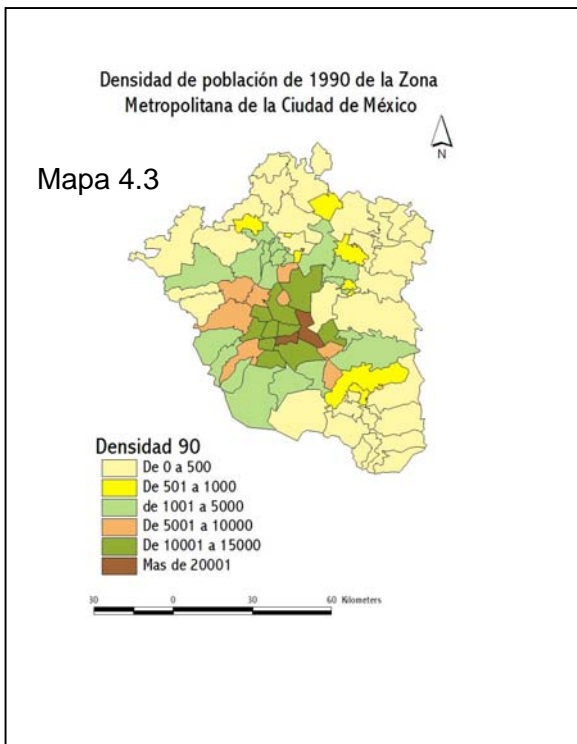 Densidad de población de 1990 de la Zona
Metropolitana de la Ciudad de México
N
Mapa 4.3
Densidad 90
De 0 a 500
De 501 a 1000
de 1001 a 5000
De 5001 a 10000
De 10001 a 15000
Mas de 20001
30 0 30 60 Kilometers